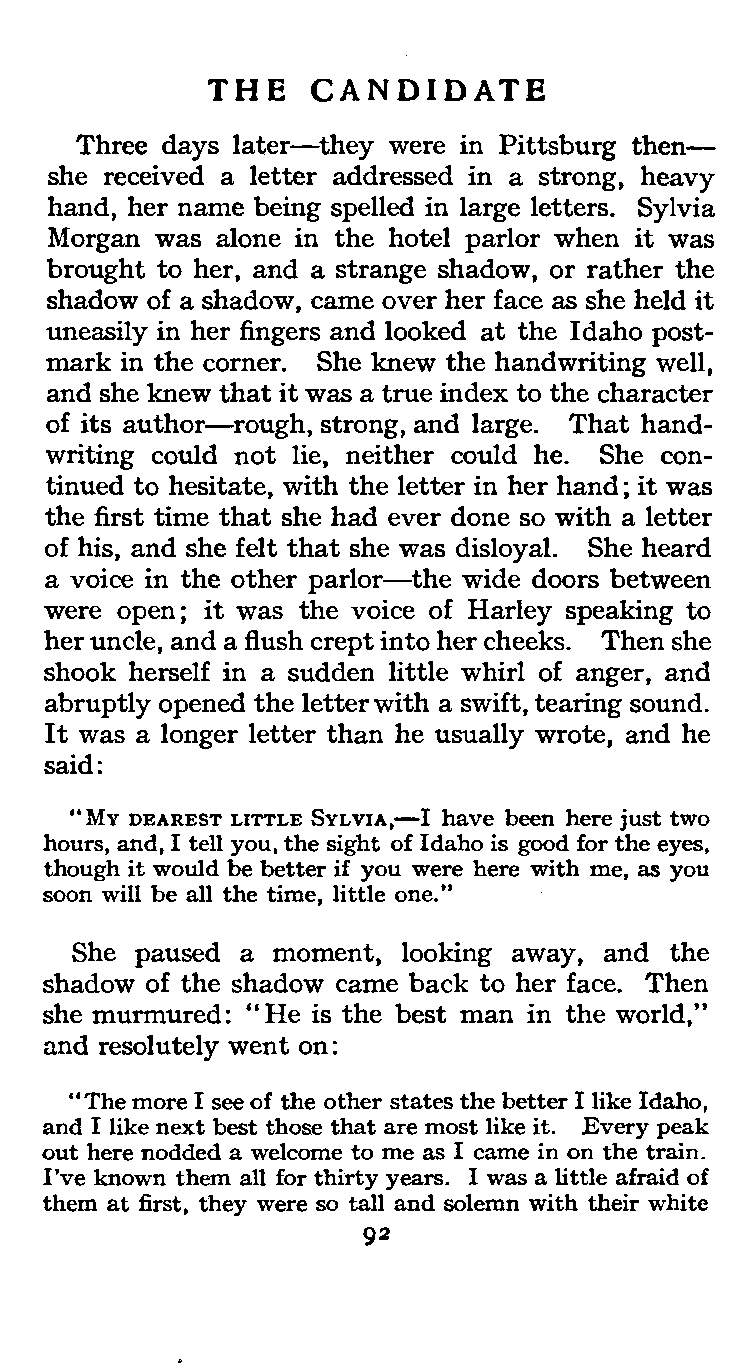 THE CANDIDATE
Three days later—they were in Pittsburg then—
she received a letter addressed in a strong, heavy
hand, her name being spelled in large letters. Sylvia
Morgan was alone in the hotel parlor when it was
brought to her, and a strange shadow, or rather the
shadow of a shadow, came over her face as she held it
uneasily in her fingers and looked at the Idaho post-
mark in the corner. She knew the handwriting well,
and she knew that it was a true index to the character
of its author—rough, strong, and large. That hand-
writing could not lie, neither could he. She con-
tinued to hesitate, with the letter in her hand; it was
the first time that she had ever done so with a letter
of his, and she felt that she was disloyal. She heard
a voice in the other parlor—the wide doors between
were open; it was the voice of Harley speaking to
her uncle, and a flush crept into her cheeks. Then she
shook herself in a sudden little whirl of anger, and
abruptly opened the letter with a swift, tearing sound.
It was a longer letter than he usually wrote, and he
said:
"My dearest little Sylvia,—I have been here just two
hours, and, I tell you, the sight of Idaho is good for the eyes,
though it would be better if you were here with me, as you
soon will be all the time, little one."
She paused a moment, looking away, and the
shadow of the shadow came back to her face. Then
she murmured: "He is the best man in the world,"
and resolutely went on:
"The more I see of the other states the better I like Idaho,
and I like next best those that are most like it. Every peak
out here nodded a welcome to me as I came in on the train.
I've known them all for thirty years. I was a little afraid of
them at first, they were so tall and solemn with their white
92